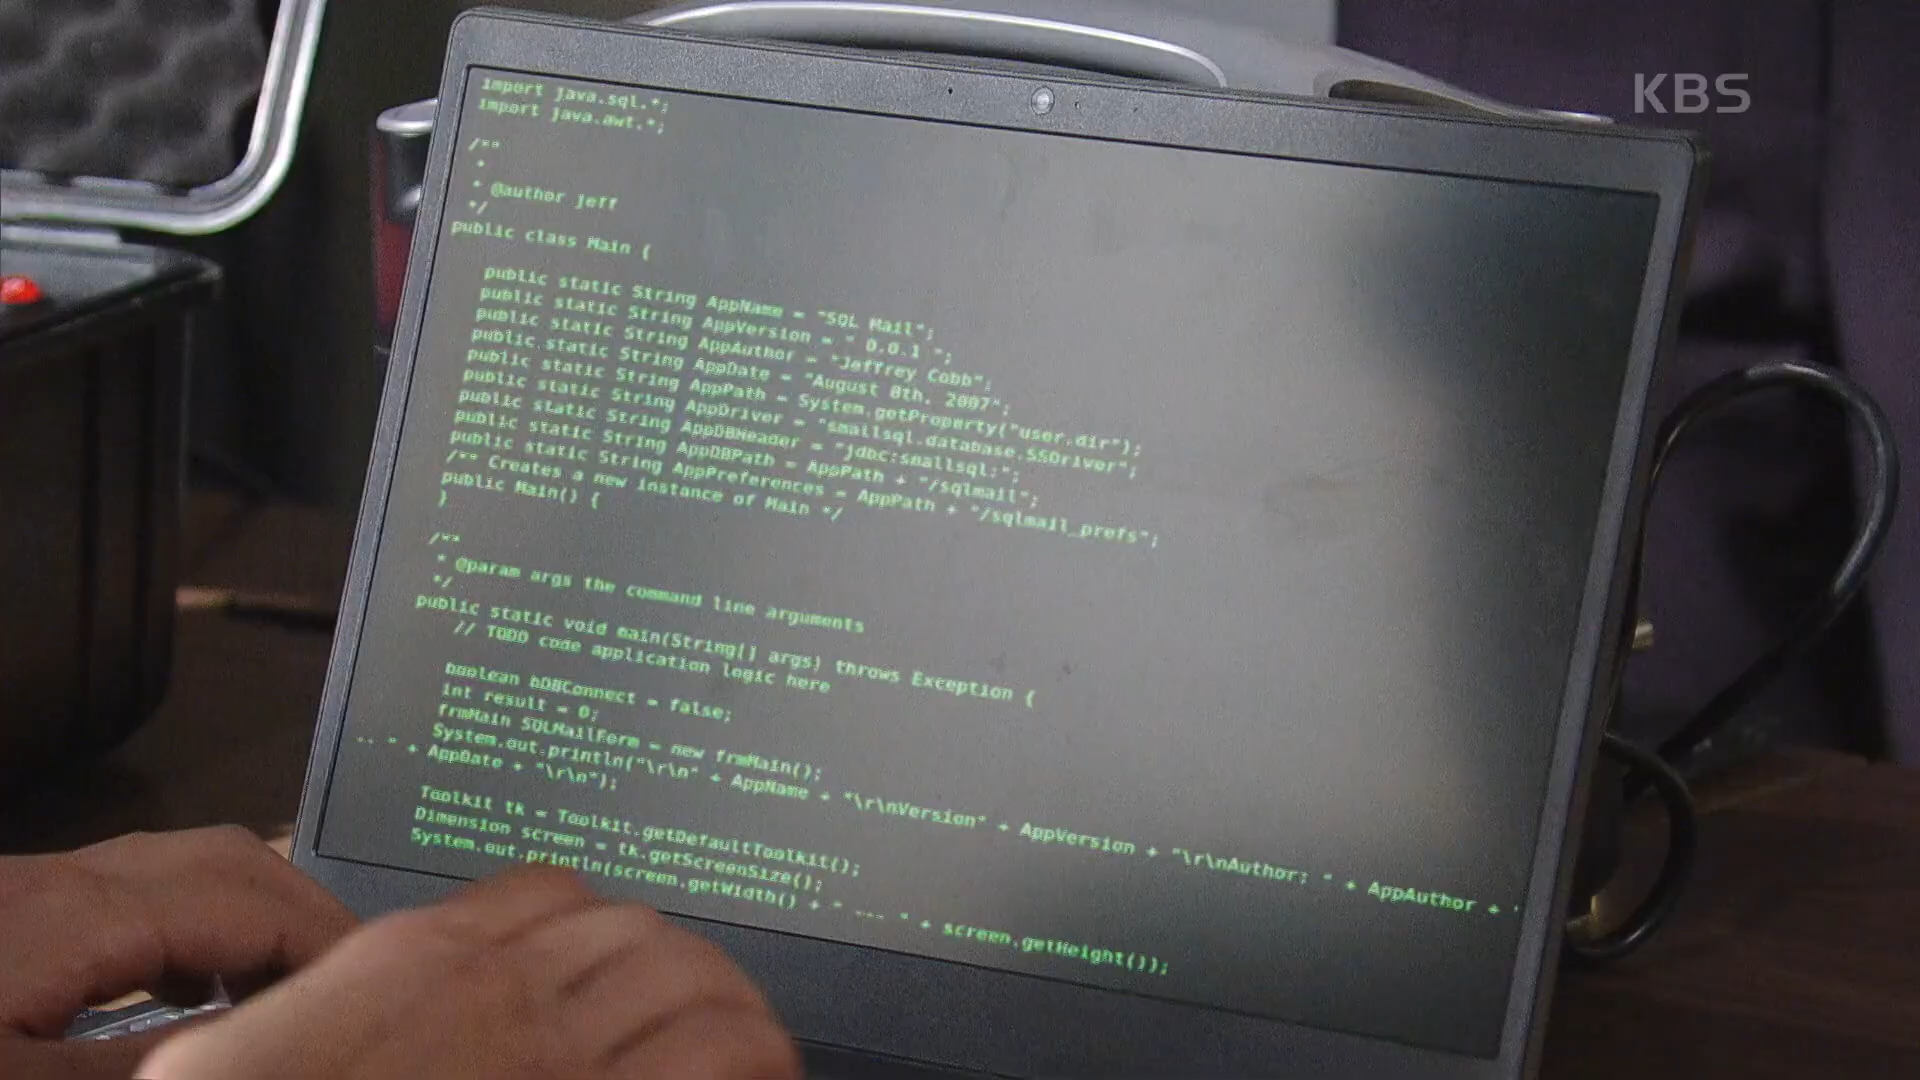 KBS
import java.sql.*;
import java.awt.*;
/**
*
* @author jeff
*/
public class Main {
public static String AppName = "SQL Mail";
public static String AppVersion = " 0.0.1 ";
public static String AppAuthor = "Jeffrey Cobb";
public static String AppDate = "August 8th, 2007";
public static String AppPath = System.getProperty("user.dir");
public static String AppDriver = "smallsql.database.SSDriver";
public static String AppDBHeader = "jdbc:smallsql:";
public static String AppDBPath = AppPath + "/sqlmail";
public static String AppPreferences = AppPath + "/sqlmail_prefs";
/** Creates a new instance of Main */
public Main() {
}
/**
* @param args the command line arguments
*/
public static void main(String[] args) throws Exception {
// TODO code application logic here
boolean bDBConnect = false;
int result = 0;
frmMain SQLMailForm = new frmMain();
System.out.println("\r\n" + AppName + "\r\nVersion" + AppVersion + "\r\nAuthor: " + AppAuthor + "
-- " + AppDate + "\r\n");
Toolkit tk = Toolkit.getDefaultToolkit();
Dimension screen = tk.getScreenSize();
System.out.println(screen.getWidth() + " --- " + screen.getHeight());